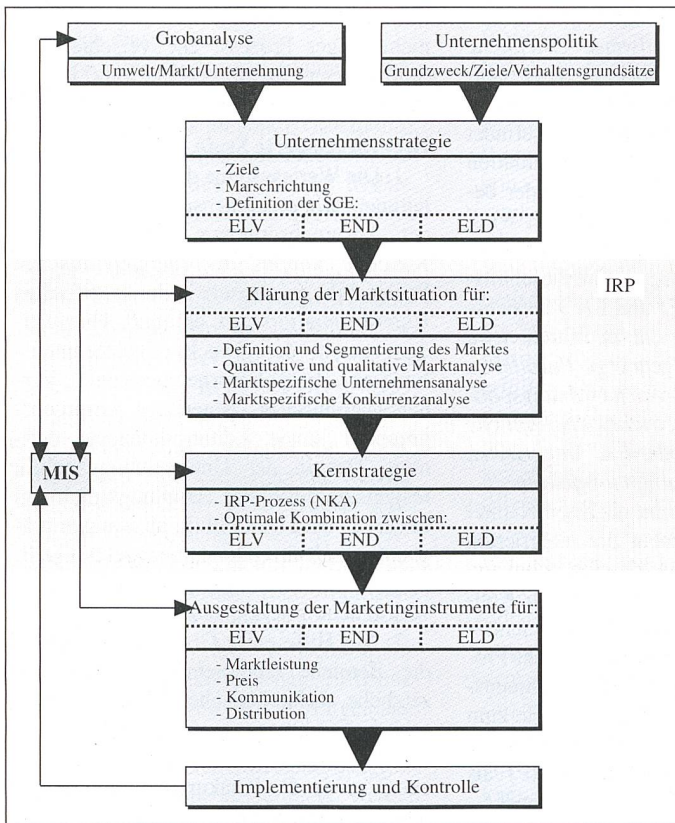 Grobanalyse
Umwelt/Markt/Unternehmung
Unternehmenspolitik
Grundzweck/Ziele/Verhaltensgrundsätze
Unternehmensstrategie
- Ziele
- Marschrichtung
- Definition der SGE:
ELV END ELD
IRP
Klärung der Marktsituation für:
ELV END ELD
- Definition und Segmentierung des Marktes
- Quantitative und qualitative Marktanalyse
- Marktspezifische Unternehmensanalyse
- Marktspezifische Konkurrenzanalyse
MIS
Kernstrategie
- IRP-Prozess (NKA)
- Optimale Kombination zwischen:
ELV END ELD
Ausgestaltung der Marketinginstrumente für:
ELV END ELD
- Marktleistung
- Preis
- Kommunikation
- Distribution
Implementierung und Kontrolle